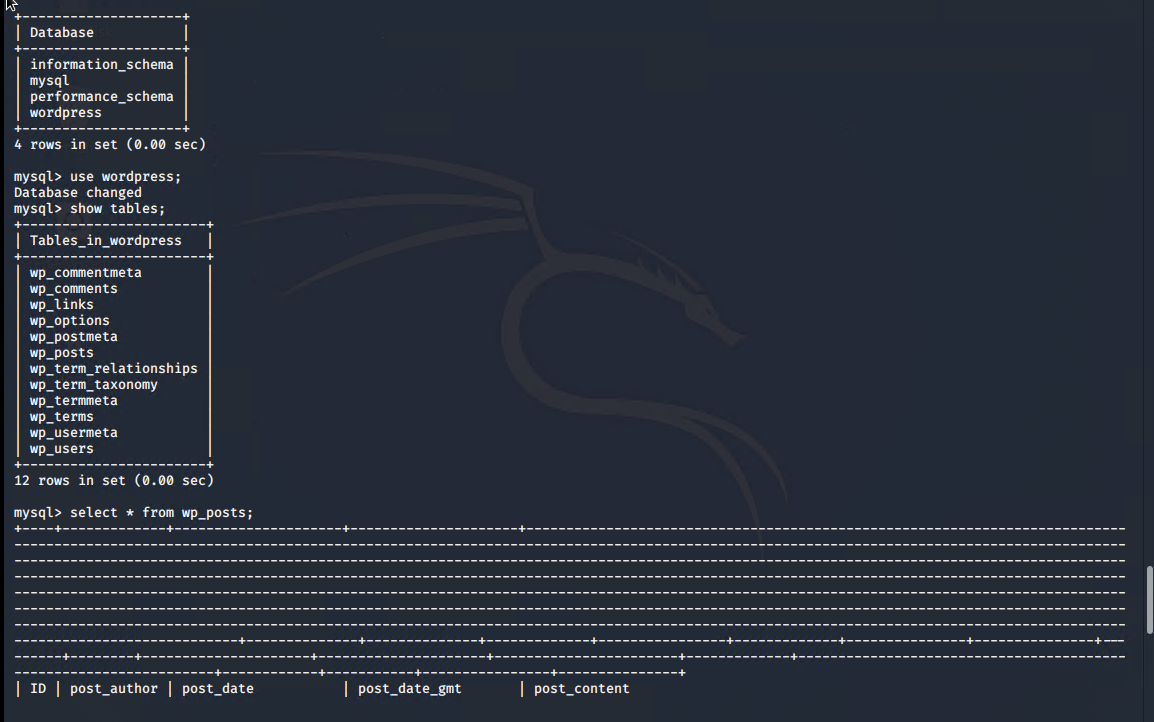 +---------------------+
| Database            |
+---------------------+
| information_schema  |
| mysql               |
| performance_schema  |
| wordpress           |
+---------------------+
4 rows in set (0.00 sec)
mysql> use wordpress;
Database changed
mysql> show tables;
+------------------------+
| Tables_in_wordpress    |
+------------------------+
| wp_commentmeta         |
| wp_comments            |
| wp_links               |
| wp_options             |
| wp_postmeta            |
| wp_posts               |
| wp_term_relationships  |
| wp_term_taxonomy       |
| wp_termmeta            |
| wp_terms               |
| wp_usermeta            |
| wp_users               |
+------------------------+
12 rows in set (0.00 sec)
mysql> select * from wp_posts;
| ID | post_author | post_date           | post_date_gmt       | post_content